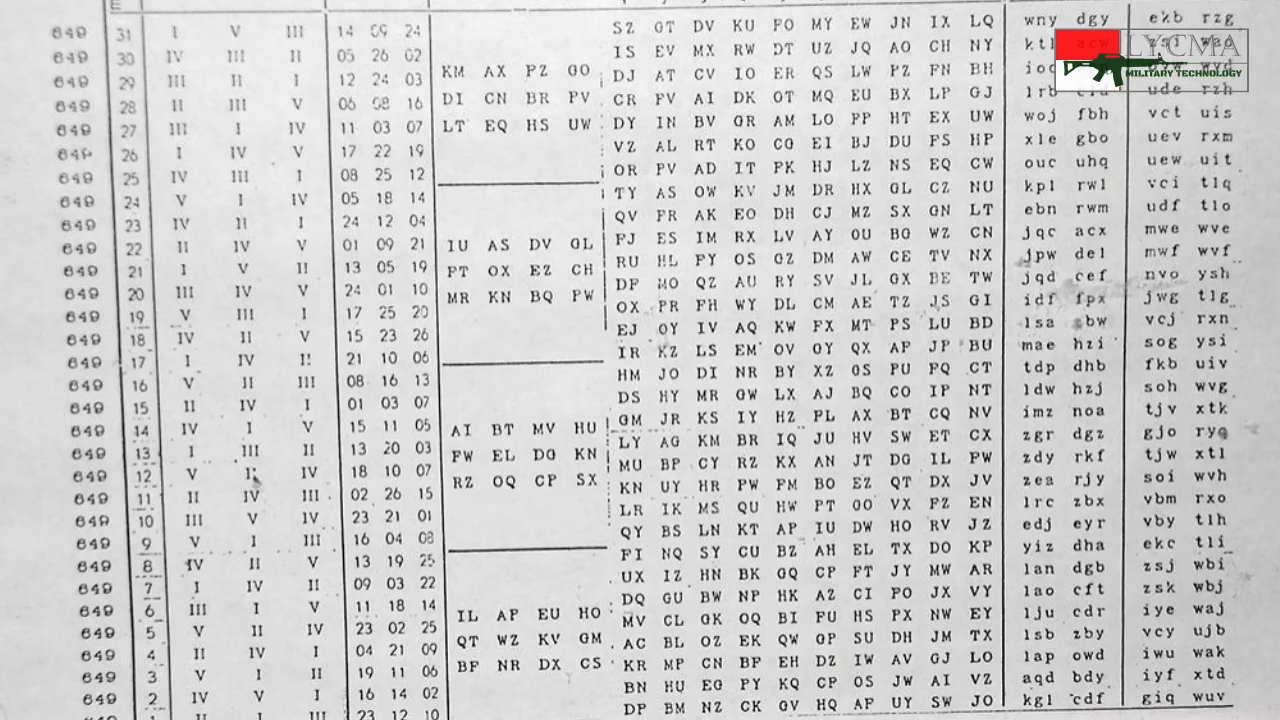 649 31 I V III 14 09 24 SZ GT DV KU FO MY EW JN IX LQ wny dgy ekb rzg
649 30 IV III II 05 26 02 IS EV MX RW DT UZ JQ AO CH NY ktl
649 29 III II I 12 24 03 KM AX PZ GO DJ AT CV IO ER QS LW PZ FN BH
649 28 II III V 06 08 16 DI CN BR PV CR FV AI DK OT MQ EU BX LP GJ lrb ude rzh
649 27 III I IV 11 03 07 LT EQ HS UW DY IN BV GR AM LO FP HT EX UW woj fbh vct uis
649 26 I IV V 17 22 19 VZ AL RT KO CG EI BJ DU FS HP xle gbo uev rxm
649 25 IV III I 08 25 12 OR PV AD IT PK HJ LZ NS EQ CW ouc uhq uew uit
649 24 V I IV 05 18 14 TY AS OW KV JM DR HX GL CZ NU kpl rwl vci tlq
649 23 IV II I 24 12 04 QV FR AK EO DH CJ MZ SX GN LT ebn rwm udf tlo
649 22 II IV V 01 09 21 IU AS DV GL FJ ES IM RX LV AY OU BG WZ CN jqc acx mwe wve
649 21 I V II 13 05 19 PT OX EZ CH RU HL PY OS GZ DM AW CE TV NX jpw del mwf wvf
649 20 III IV V 24 01 10 MR KN BQ PW DF MO QZ AU RY SV JL GX BE TW jqd cef nvo ysh
649 19 V III I 17 25 20 OX PR FH WY DL CM AE TZ JS GI idf fpx jwg tlg
649 18 IV II V 15 23 26 EJ OY IV AQ KW FX MT PS LU BD lsa gbw vcj rxn
649 17 I IV II 21 10 06 IR KZ LS EM OV GY QX AF JP BU mae hzi sog ysi
649 16 V II III 08 16 13 HM JO DI NR BY XZ GS PU FQ CT tdp dhb fkb uiv
649 15 II IV I 01 03 07 DS HY MR GW LX AJ BQ CO IP NT ldw hzj soh wvg
649 14 IV I V 15 11 05 AI BT MV HU GM JR KS IY HZ PL AX BT CQ NV imz noa tjv xtk
649 13 I III II 13 20 03 FW EL DG KN LY AG KM BR IQ JU HV SW ET CX zgr dgz gjo ryq
649 12 V II IV 18 10 07 RZ OQ CP SX MU BP CY RZ KX AN JT DG IL FW zdy rkf tjw xtl
649 11 II IV III 02 26 15 KN UY HR PW FM BO EZ QT DX JV zea rjy soi wvh
649 10 III V IV 23 21 01 LR IK MS QU HW PT GO VX FZ EN lrc zbx vbm rxo
649 9 V I III 16 04 08 QY BS LN KT AP IU DW HO RV JZ edj eyr vby tlh
649 8 IV II V 13 19 25 FI NQ SY CU BZ AH EL TX DO KP yiz dha ekc tli
649 7 I IV II 09 03 22 UX IZ HN BK GQ CP FT JY MW AR lan dgb zsj wbi
649 6 III I V 11 18 14 IL AP EU HO DQ GU BW NP HK AZ CI FO JX VY lao cft zsk wbj
649 5 V II IV 23 02 25 QT WZ KV GM MV CL GK OQ BI FU HS PX NW EY lju cdr iye waj
649 4 II IV I 04 21 09 BF NR DX CS AC BL OZ EK QW GP SU DH JM TX lsb zby vcy ujb
649 3 V I II 19 11 06 KR MP CN BF EH DZ IW AV GJ LO lap owd iwu wak
649 2 IV V I 16 14 02 BN HU EG PY KQ CF OS JW AI VZ aqd bdy iyf xtd
649 1 II I III 23 12 10 DP BM NZ CK GV HQ AF UY SW JO kgl cdf giq wuv
LYCMA
MILITARY TECHNOLOGY